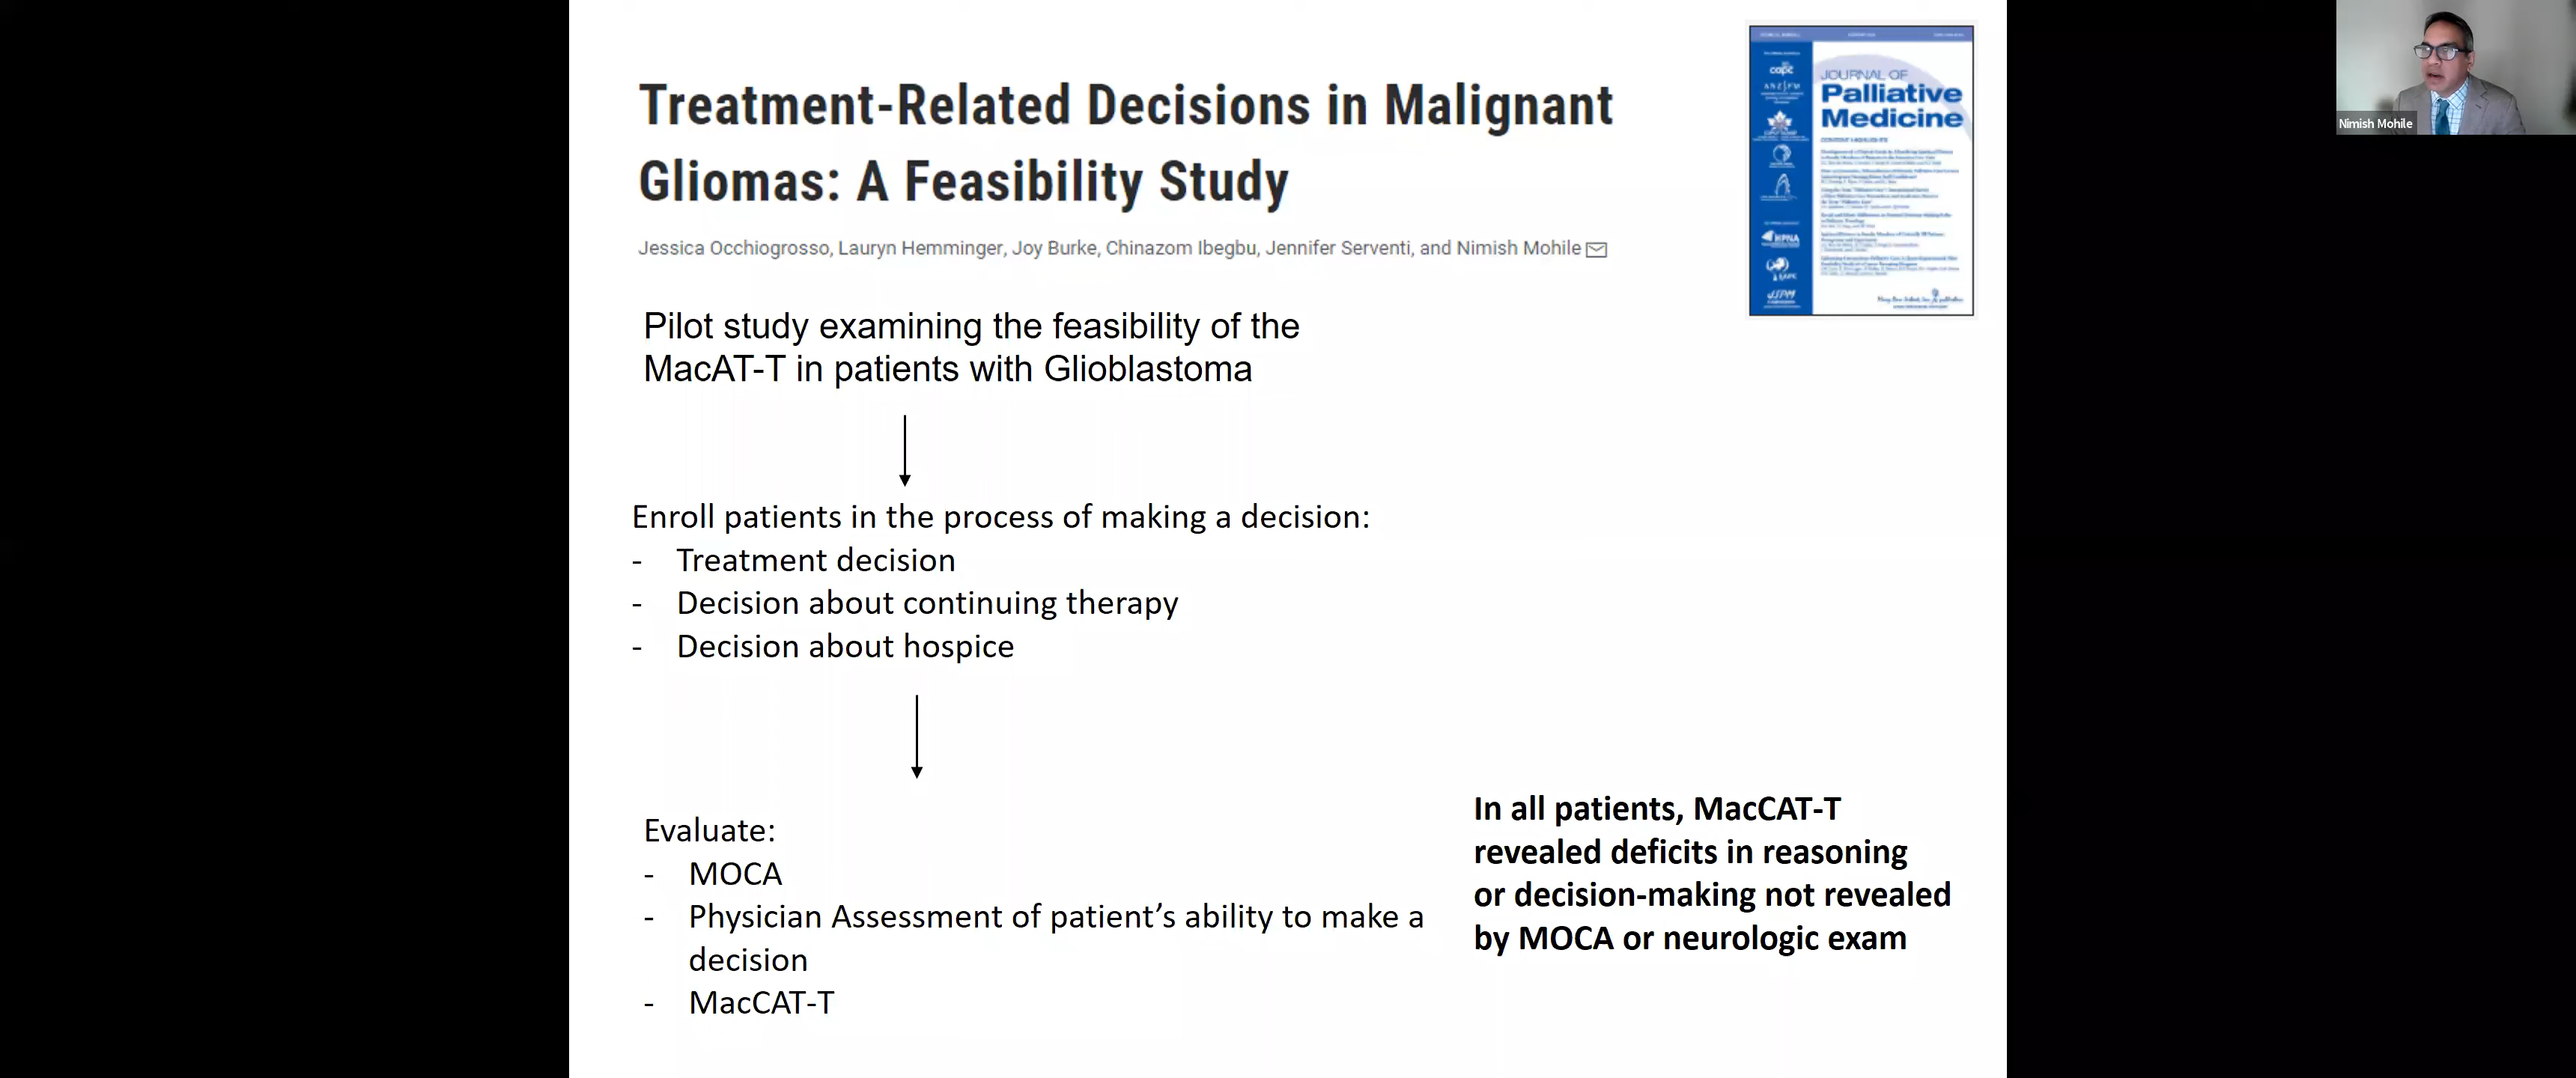 Treatment-Related Decisions in Malignant
Gliomas: A Feasibility Study
Jessica Occhiogrosso, Lauryn Hemminger, Joy Burke, Chinazom Ibegbu, Jennifer Serventi, and Nimish Mohile
JOURNAL OF
Palliative
Medicine
capc
HPNA
Nimish Mohile
Pilot study examining the feasibility of the
MacAT-T in patients with Glioblastoma
Enroll patients in the process of making a decision:
- Treatment decision
- Decision about continuing therapy
- Decision about hospice
Evaluate:
- MOCA
- Physician Assessment of patient’s ability to make a
decision
- MacCAT-T
In all patients, MacCAT-T
revealed deficits in reasoning
or decision-making not revealed
by MOCA or neurologic exam